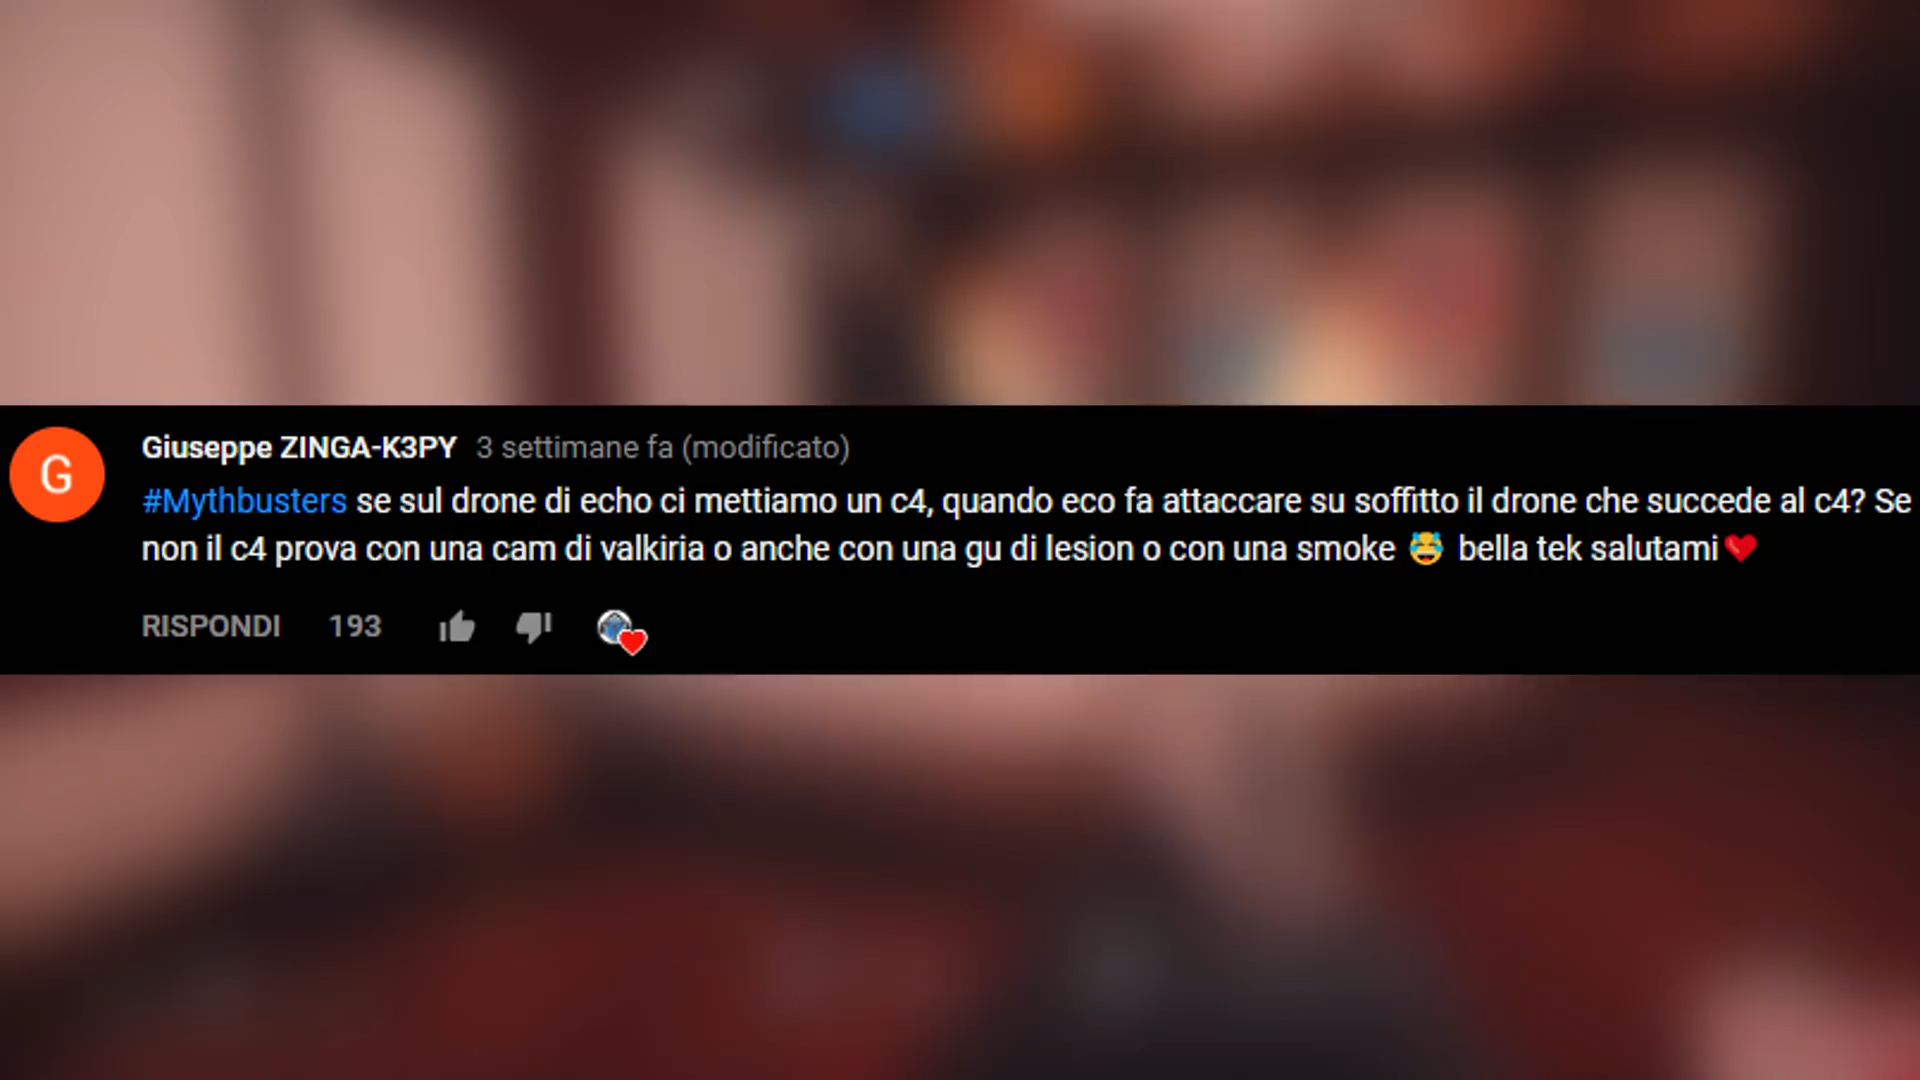 G
Giuseppe ZINGA-K3PY 3 settimane fa (modificato)
#Mythbusters se sul drone di echo ci mettiamo un c4, quando eco fa attaccare su soffitto il drone che succede al c4? Se
non il c4 prova con una cam di valkiria o anche con una gu di lesion o con una smoke 😅 bella tek salutami❤️
RISPONDI 193